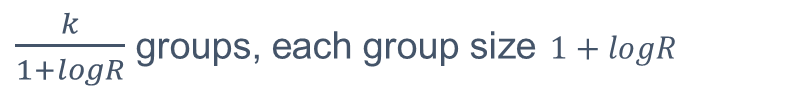 k/(1+logR) groups, each group size 1 + logR